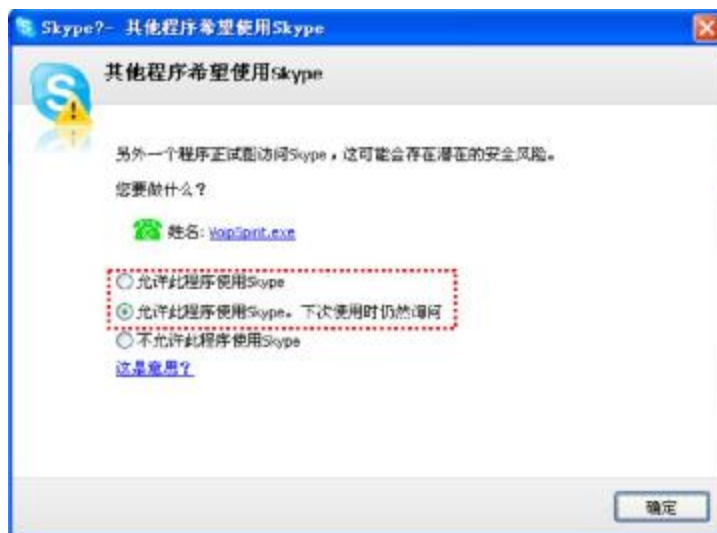 Skype?- 其他程序希望使用Skype
其他程序希望使用Skype
另外一个程序正试图访问Skype，这可能会存在潜在的安全风险。
您要做什么？
姓名: VoipSpirit.exe
允许此程序使用Skype
允许此程序使用Skype。下次使用时仍然询问
不允许此程序使用Skype
这是意思？
确定